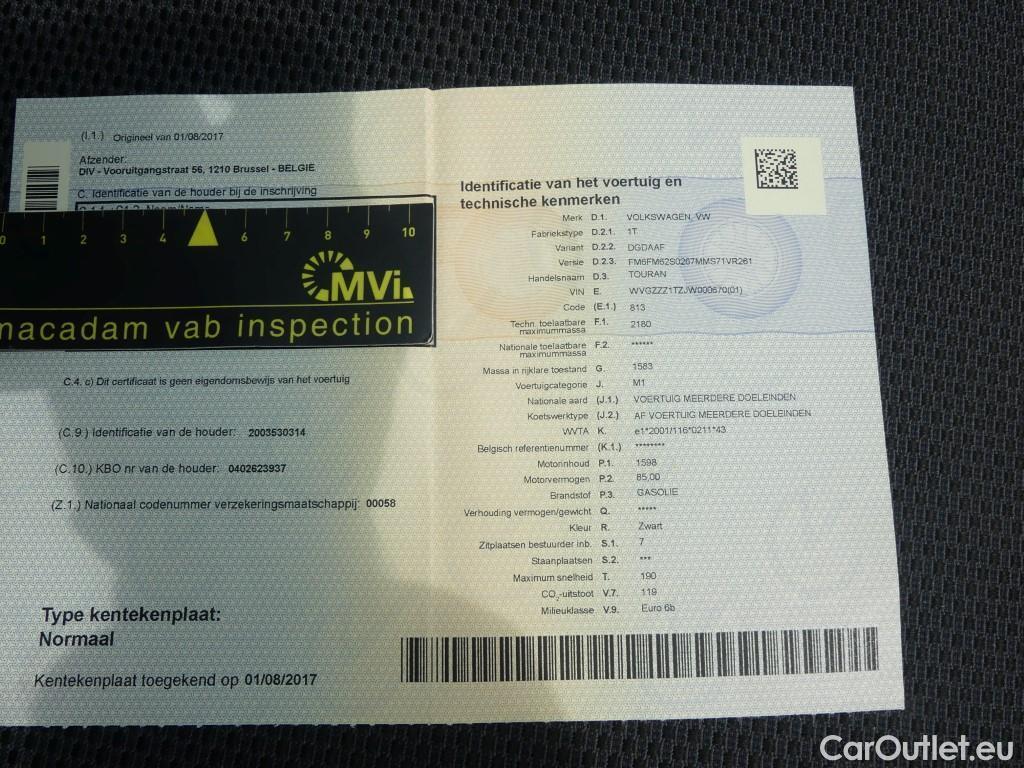 (I.1.) Origineel van 01/08/2017
Afzender:
DIV - Vooruitgangstraat 56, 1210 Brussel - BELGIE
C. Identificatie van de houder bij de inschrijving
0 1 2 3 4 6 7 8 9 10
MVi.
macadam vab inspection
C.4. c) Dit certificaat is geen eigendomsbewijs van het voertuig
(C.9.) Identificatie van de houder: 2003530314
(C.10.) KBO nr van de houder: 0402623937
(Z.1.) Nationaal codenummer verzekeringsmaatschappij: 00058
Type kentekenplaat:
Normaal
Kentekenplaat toegekend op 01/08/2017
Identificatie van het voertuig en
technische kenmerken
Merk D.1. VOLKSWAGEN, VW
Fabriekstype D.2.1. 1T
Variant D.2.2. DGDAAF
Versie D.2.3. FM6FM62S0267MMS71VR261
Handelsnaam D.3. TOURAN
VIN E. WVGZZZ1TZJW000670(01)
Code (E.1.) 813
Techn. toelaatbare F.1. 2180
maximummassa
Nationale toelaatbare F.2. ******
maximummassa
Massa in rijklare toestand G. 1583
Voertuigcategorie J. M1
Nationale aard (J.1.) VOERTUIG MEERDERE DOELEINDEN
Koetswerktype (J.2.) AF VOERTUIG MEERDERE DOELEINDEN
WVTA K. e1*2001/116*0211*43
Belgisch referentienummer (K.1.) ********
Motorinhoud P.1. 1598
Motorvermogen P.2. 85,00
Brandstof P.3. GASOLIE
Verhouding vermogen/gewicht Q. *****
Kleur R. Zwart
Zitplaatsen bestuurder inb. S.1. 7
Staanplaatsen S.2. ***
Maximum snelheid T. 190
CO₂-uitstoot V.7. 119
Milieuklasse V.9. Euro 6b
CarOutlet.eu